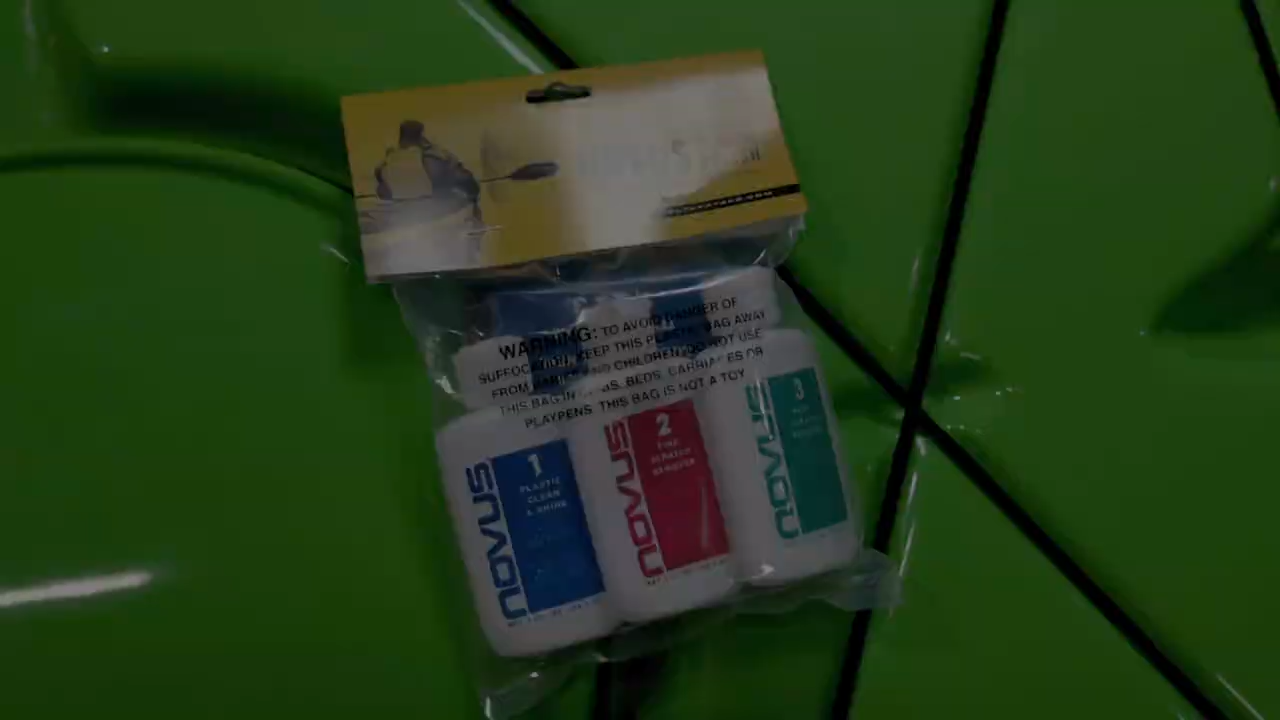 WARNING: TO AVOID DANGER OF
SUFFOCATION, KEEP THIS PLASTIC BAG AWAY
FROM BABIES AND CHILDREN. DO NOT USE
THIS BAG IN CRIBS, BEDS, CARRIAGES OR
PLAYPENS. THIS BAG IS NOT A TOY
NOVUS
1
PLASTIC
CLEAN
& SHINE
NOVUS
2
FINE
SCRATCH
REMOVER
NOVUS
3